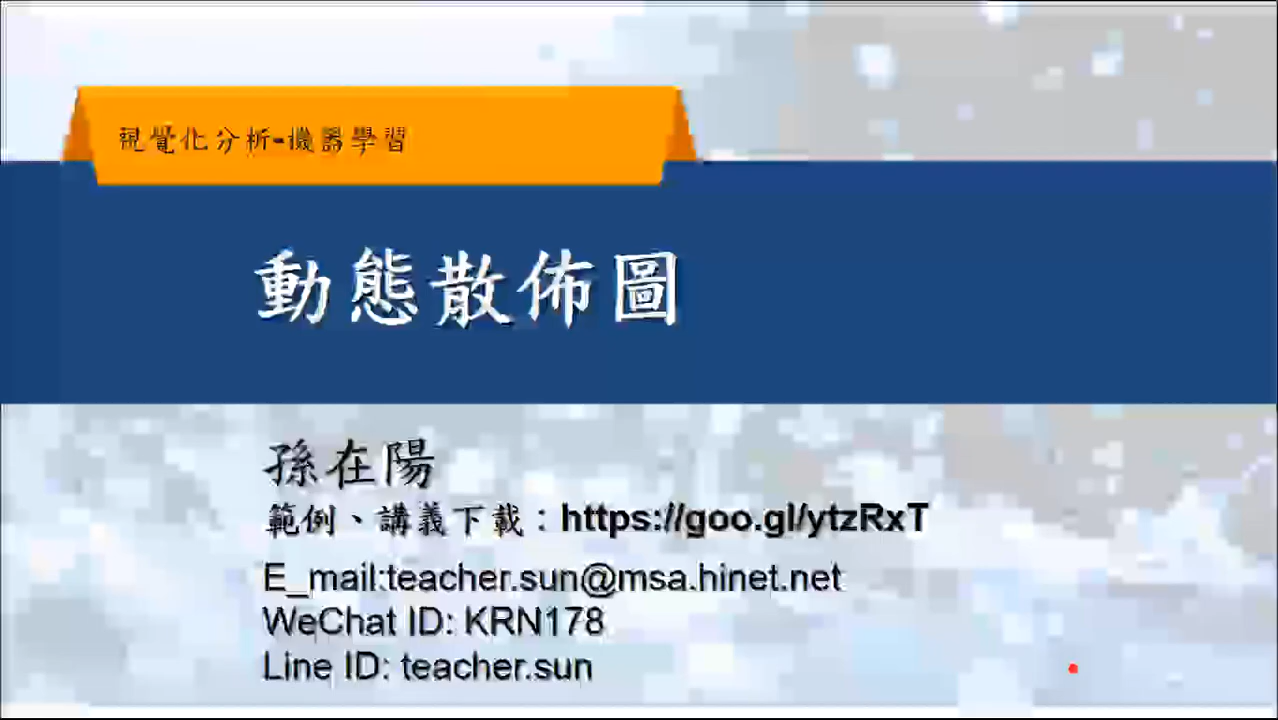 視覺化分析-機器學習
動態散佈圖
孫在陽
範例、講義下載：https://goo.gl/ytzRxT
E_mail:teacher.sun@msa.hinet.net
WeChat ID: KRN178
Line ID: teacher.sun